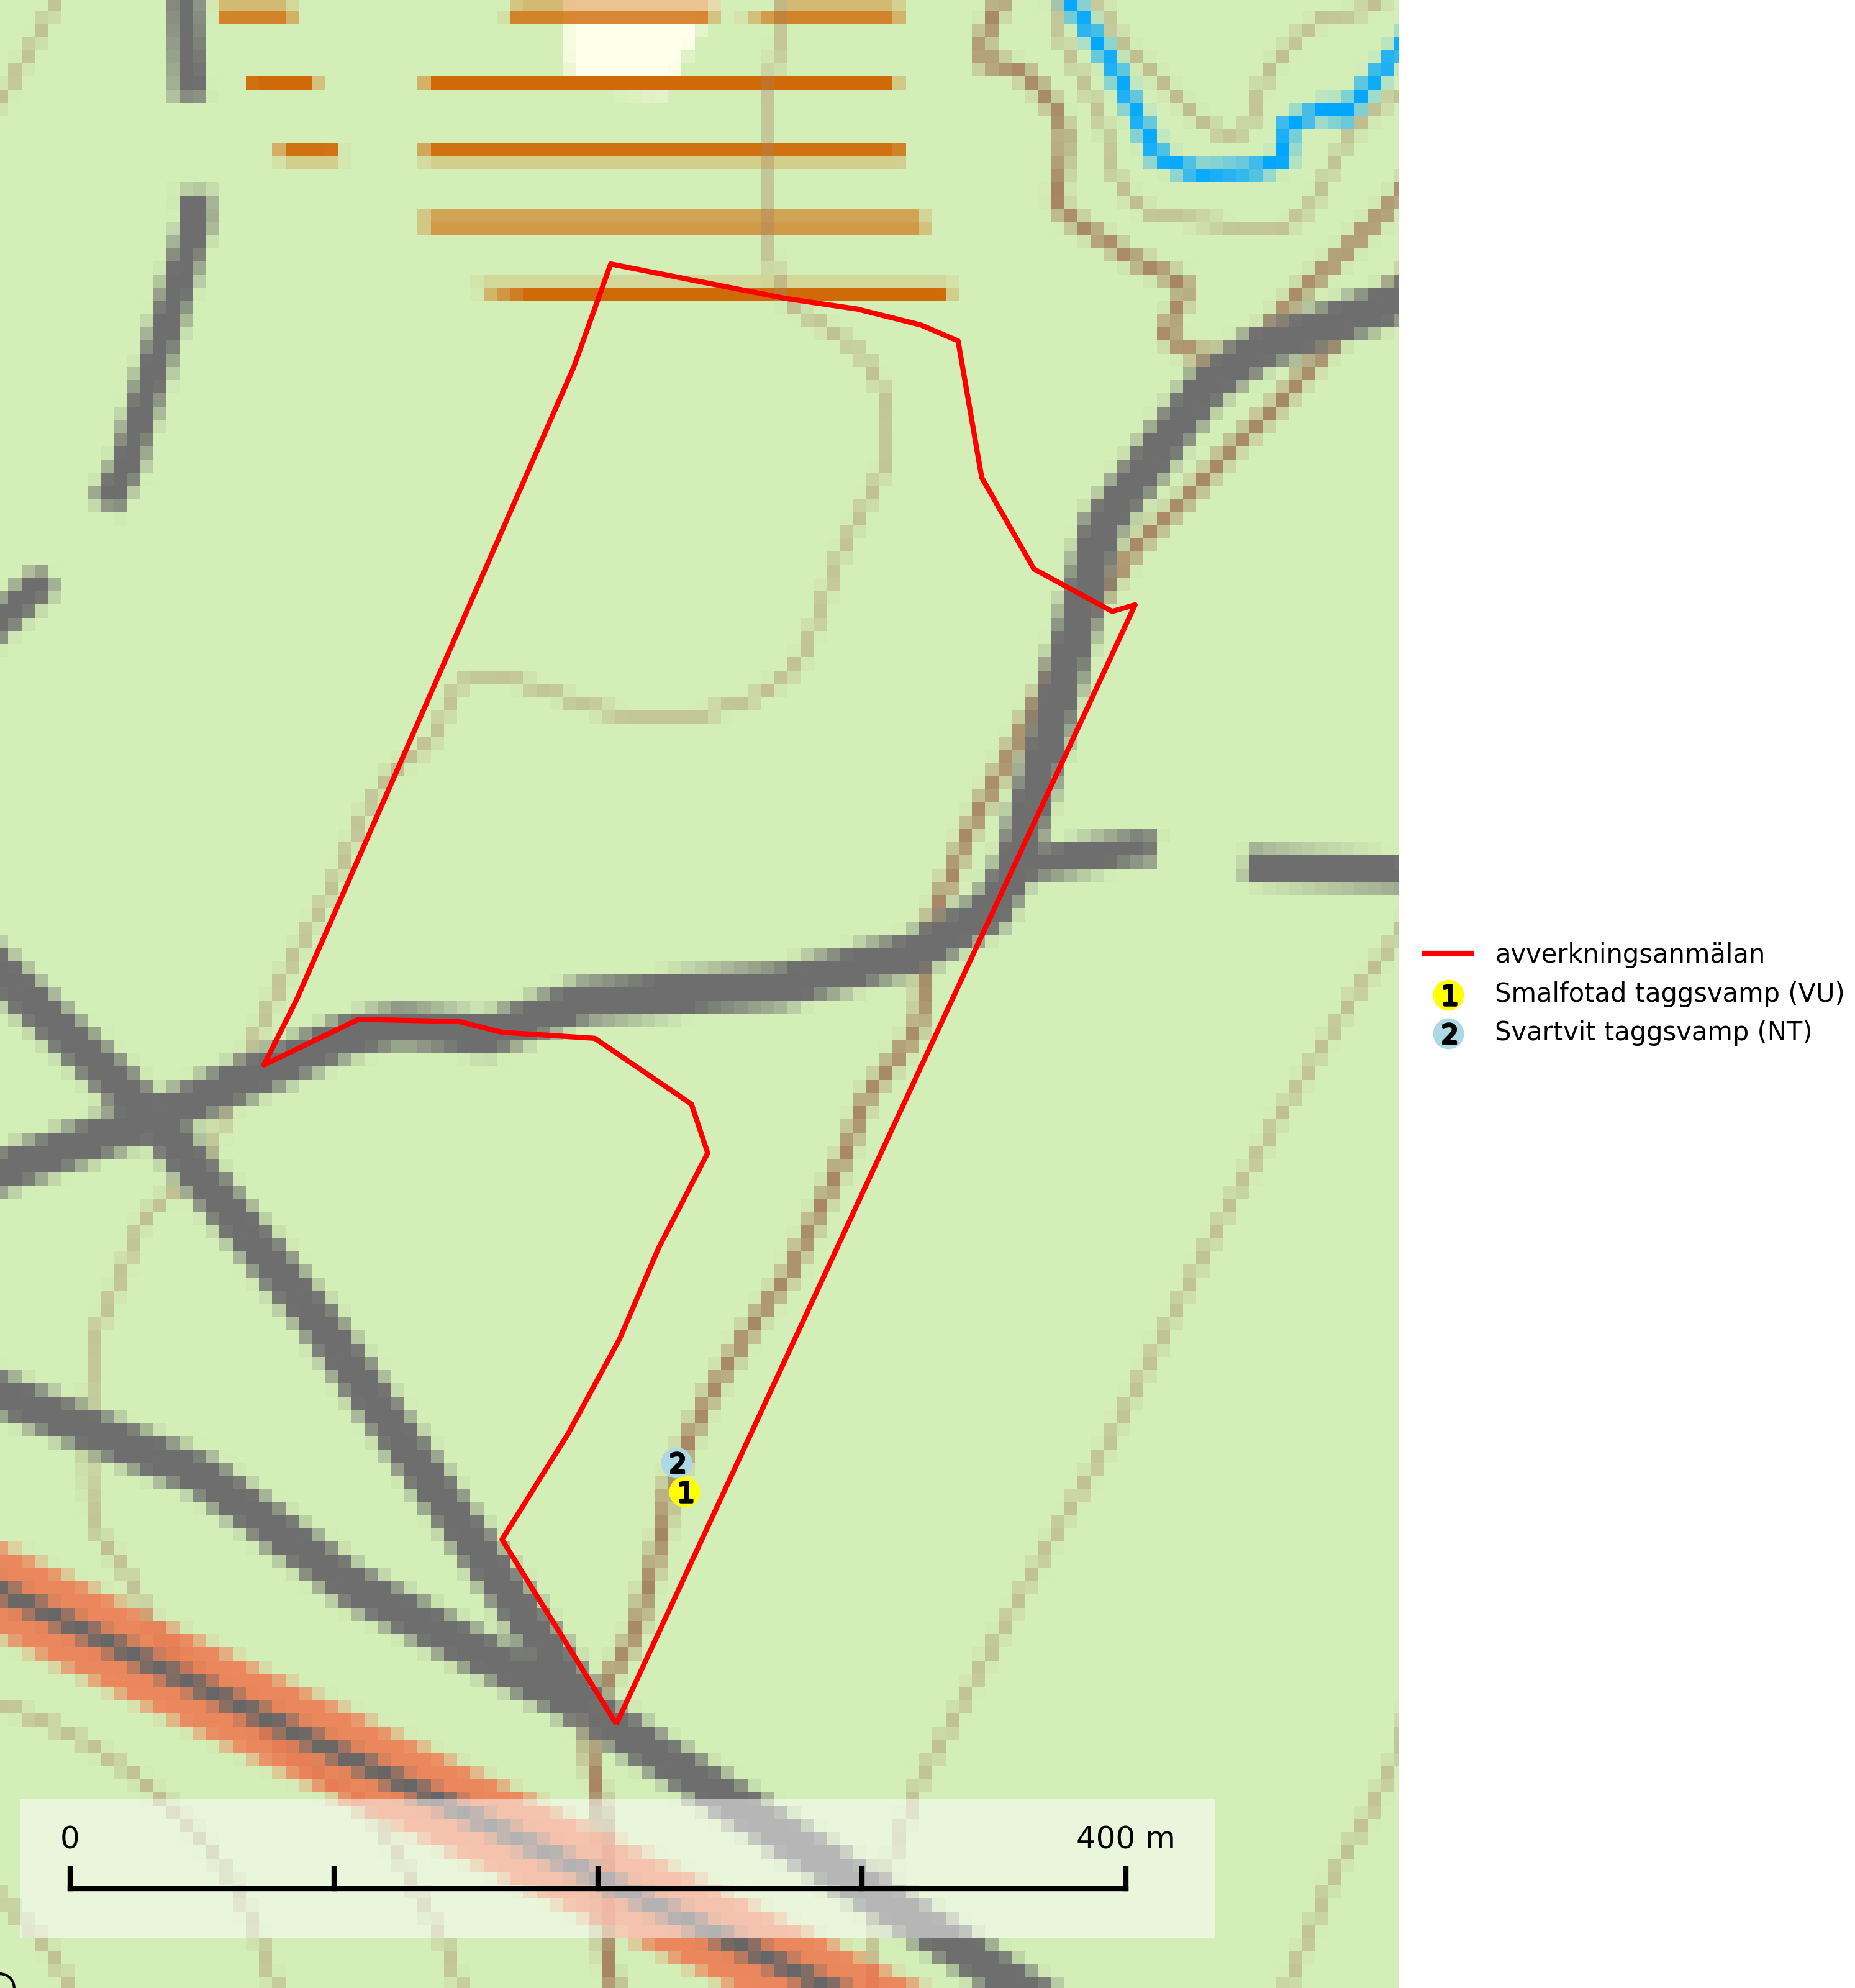 avverkningsanmälan
1 Smalfotad taggsvamp (VU)
2 Svartvit taggsvamp (NT)
2
1
0 400 m